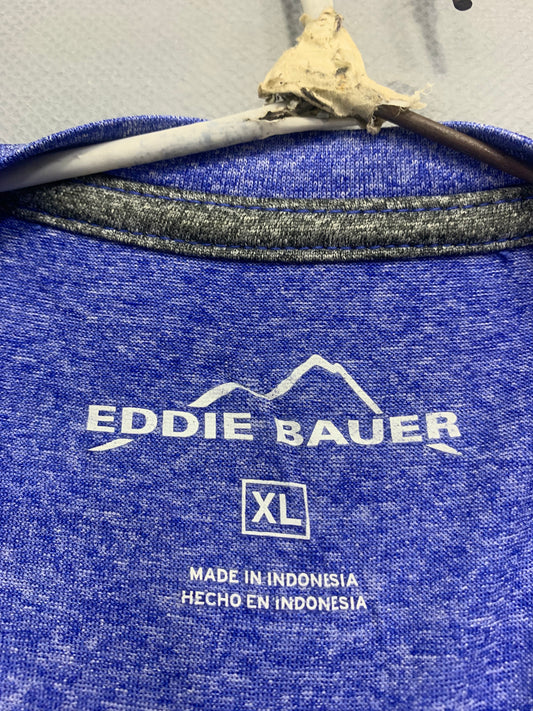 EDDIE BAUER
XL
MADE IN INDONESIA
HECHO EN INDONESIA